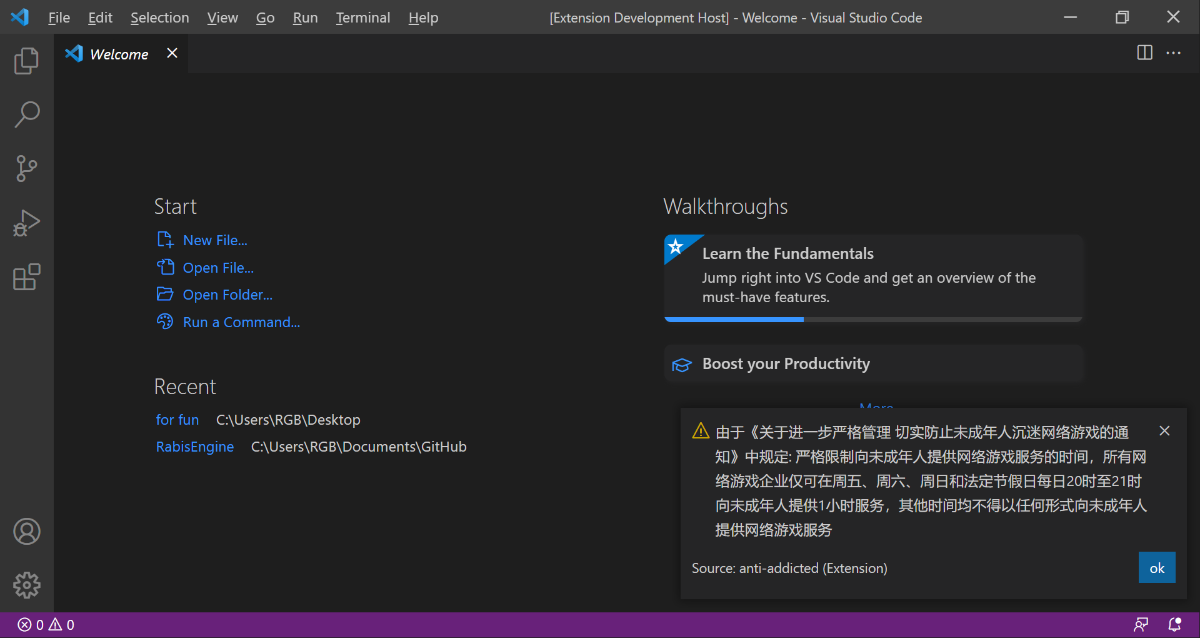 File Edit Selection View Go Run Terminal Help [Extension Development Host] - Welcome - Visual Studio Code
Welcome
Start
New File...
Open File...
Open Folder...
Run a Command...
Recent
for fun C:\Users\RGB\Desktop
RabisEngine C:\Users\RGB\Documents\GitHub
Walkthroughs
Learn the Fundamentals
Jump right into VS Code and get an overview of the
must-have features.
Boost your Productivity
More
由于《关于进一步严格管理 切实防止未成年人沉迷网络游戏的通
知》中规定: 严格限制向未成年人提供网络游戏服务的时间，所有网
络游戏企业仅可在周五、周六、周日和法定节假日每日20时至21时
向未成年人提供1小时服务，其他时间均不得以任何形式向未成年人
提供网络游戏服务
Source: anti-addicted (Extension)
ok
0 0